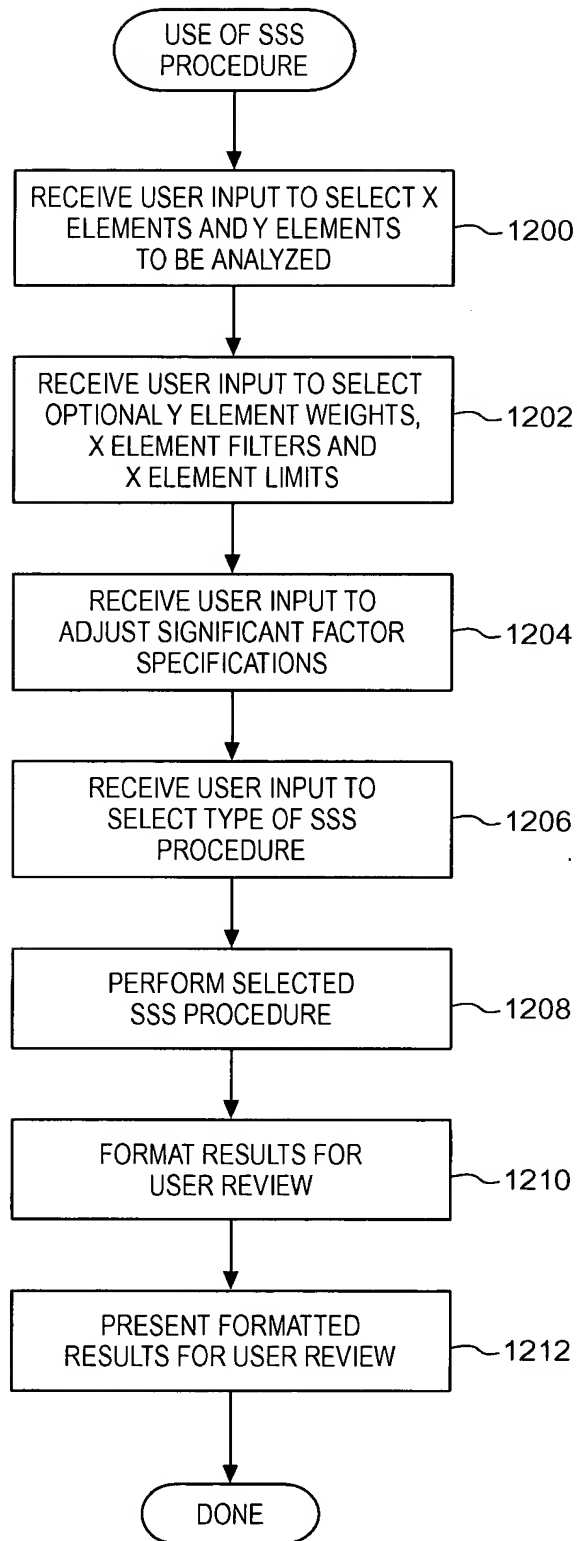 USE OF SSS
PROCEDURE
RECEIVE USER INPUT TO SELECT X
ELEMENTS AND Y ELEMENTS
TO BE ANALYZED
1200
RECEIVE USER INPUT TO SELECT
OPTIONAL Y ELEMENT WEIGHTS,
X ELEMENT FILTERS AND
X ELEMENT LIMITS
1202
RECEIVE USER INPUT TO
ADJUST SIGNIFICANT FACTOR
SPECIFICATIONS
1204
RECEIVE USER INPUT TO
SELECT TYPE OF SSS
PROCEDURE
1206
PERFORM SELECTED
SSS PROCEDURE
1208
FORMAT RESULTS FOR
USER REVIEW
1210
PRESENT FORMATTED
RESULTS FOR USER REVIEW
1212
DONE